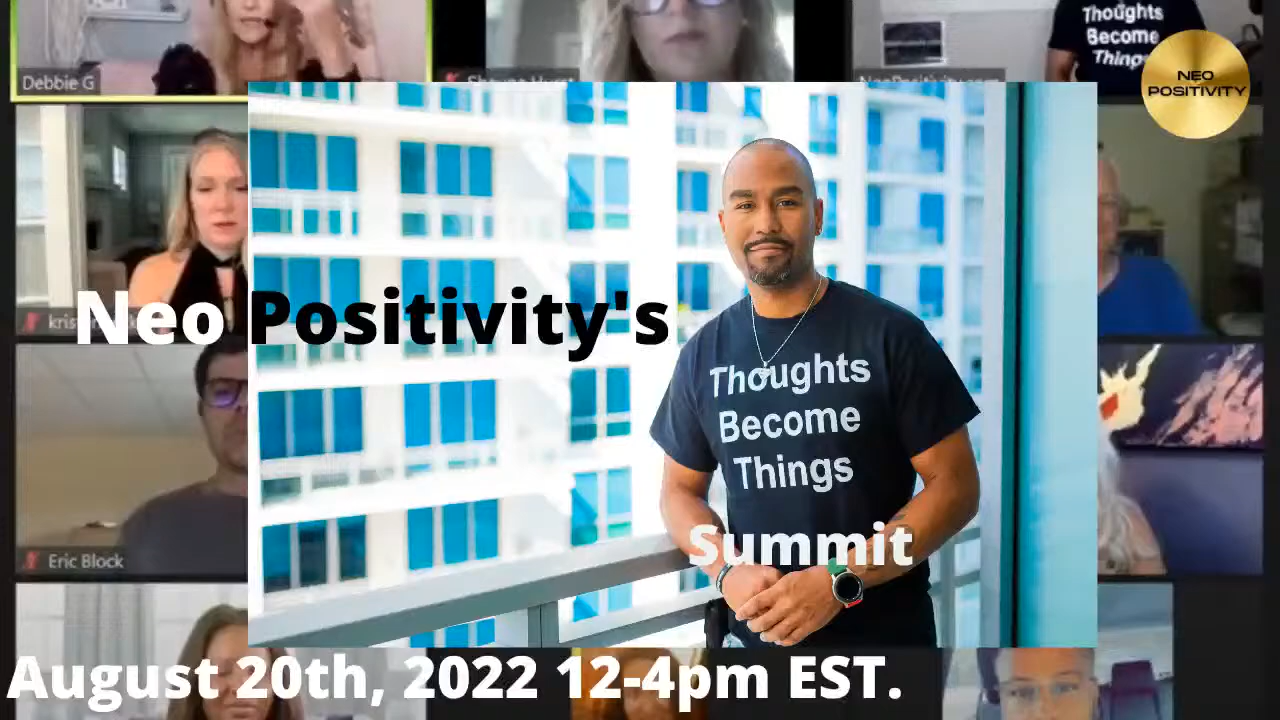 Debbie G
Thoughts
Become
Things
NEO
POSITIVITY
Neo Positivity's
Thoughts
Become
Things
Summit
Eric Block
August 20th, 2022 12-4pm EST.